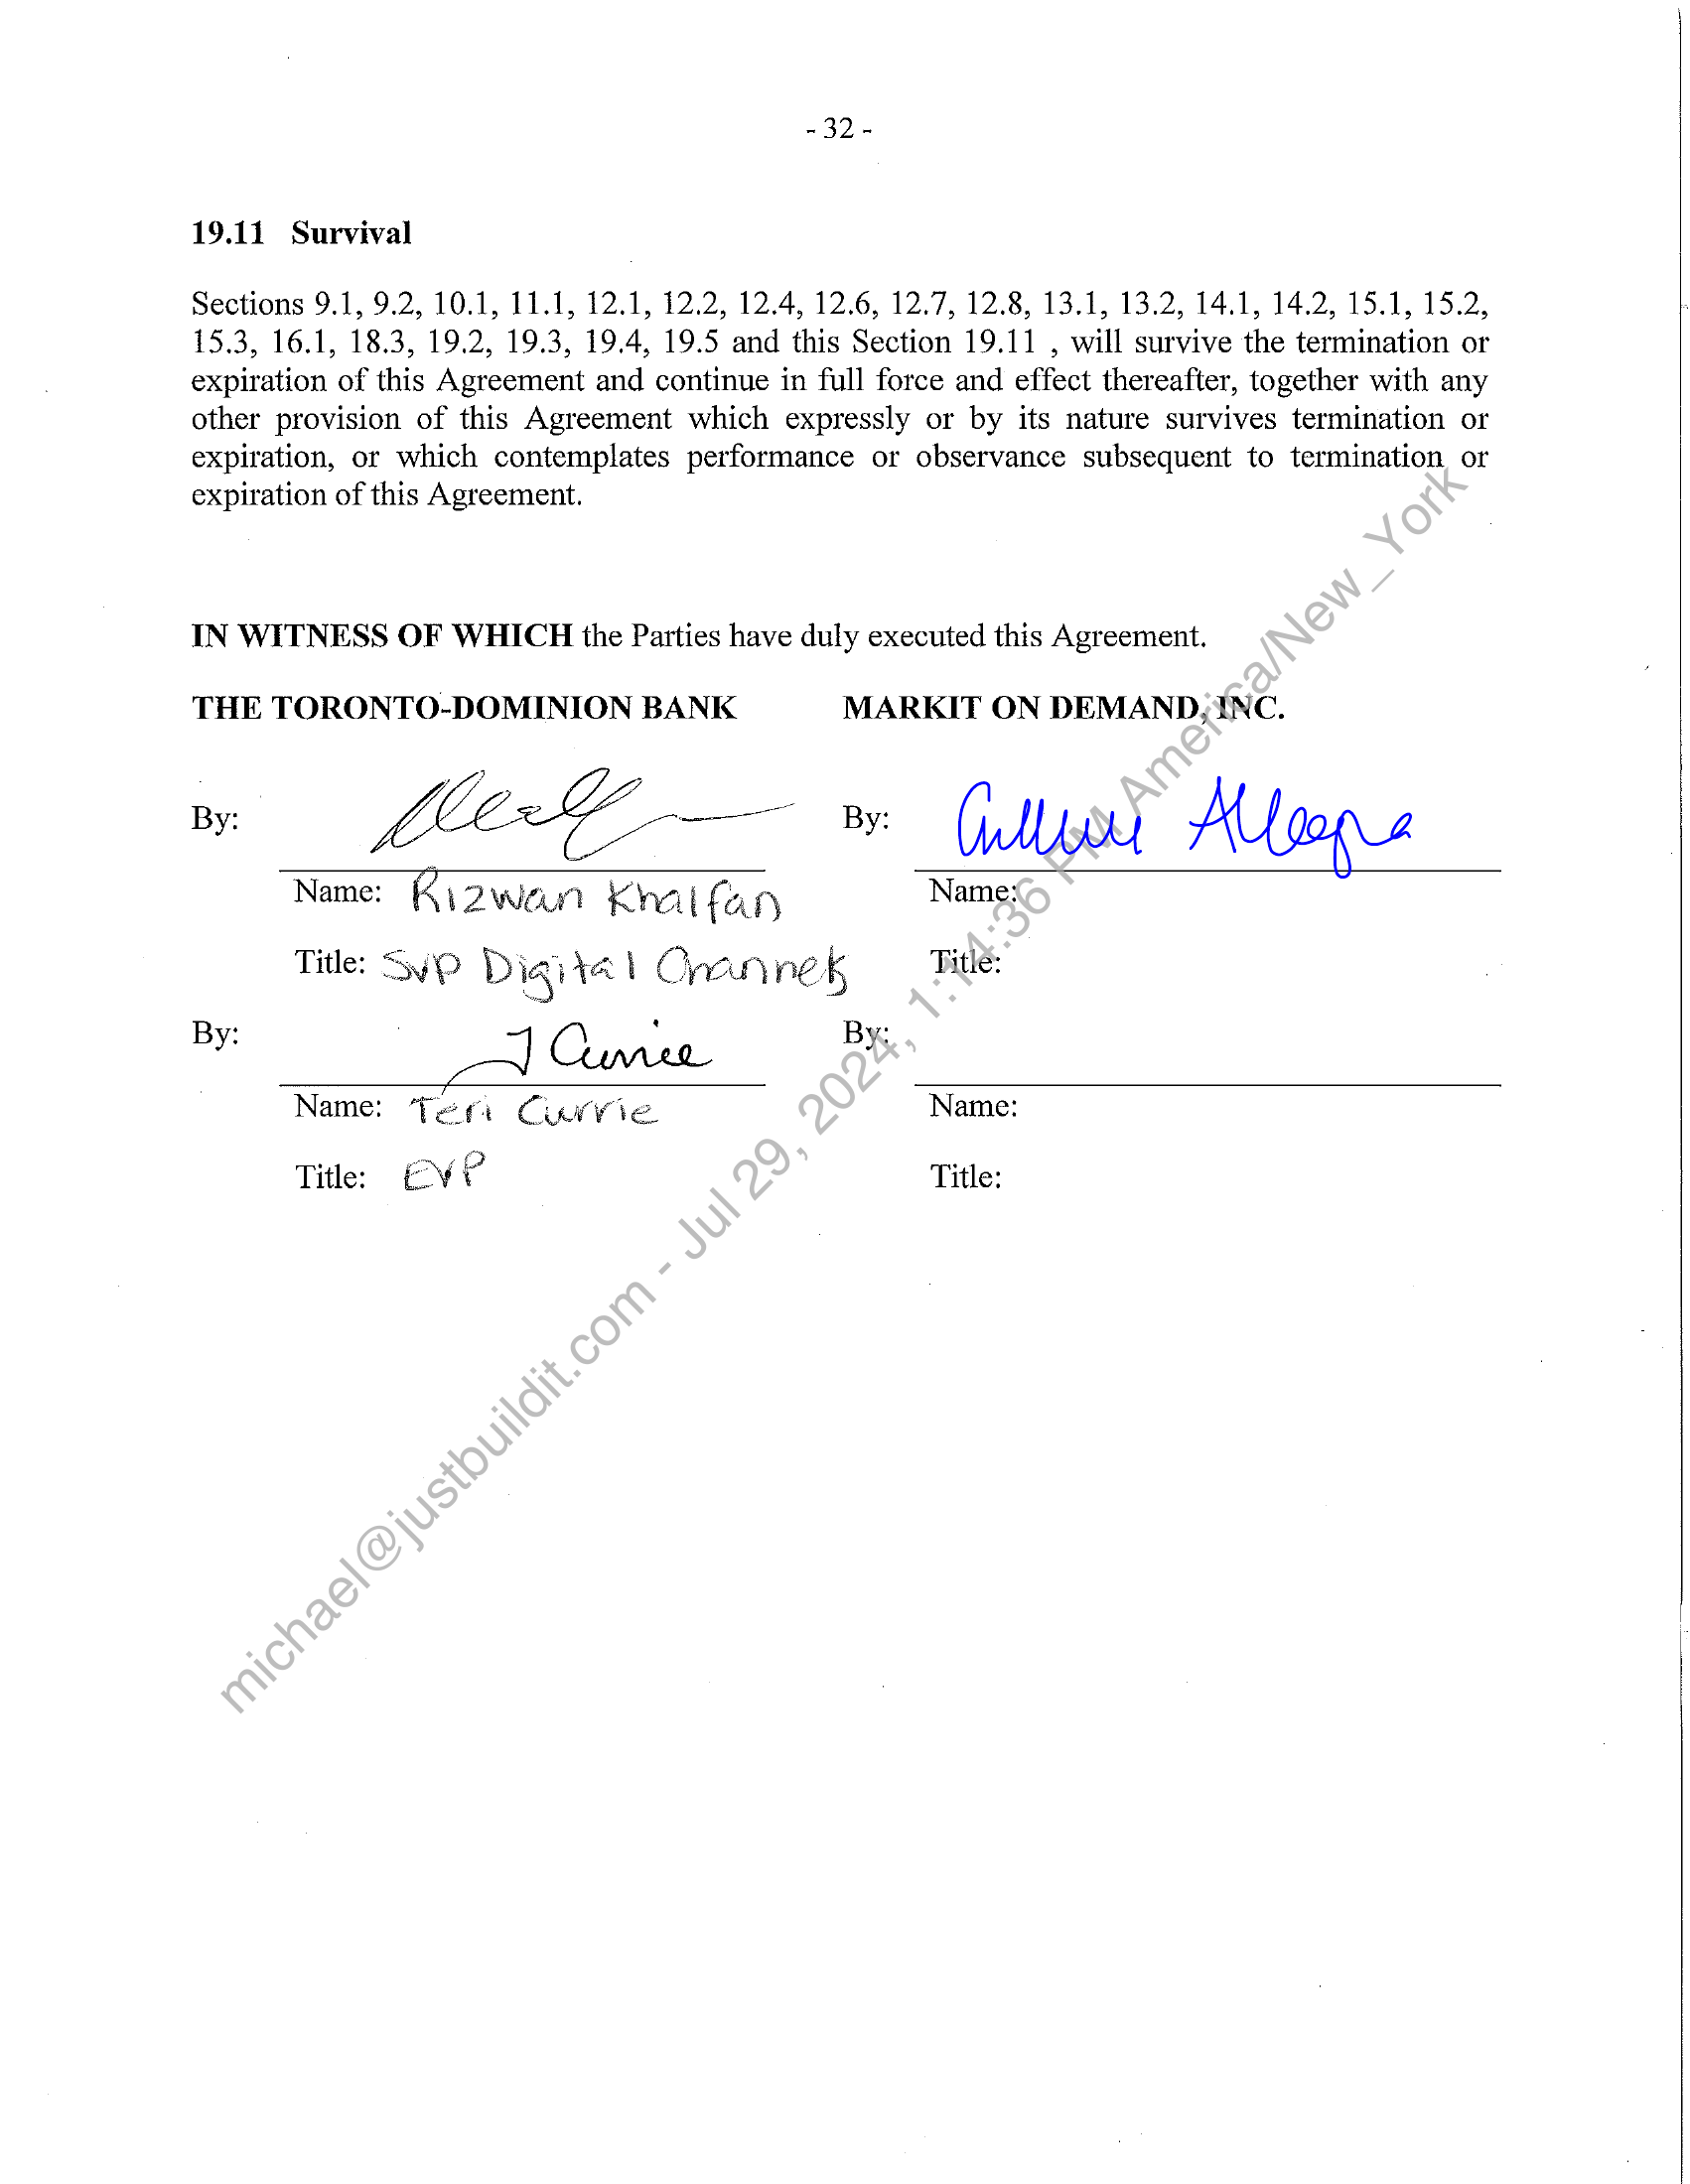 - 32 -
19.11 Survival
Sections 9.1, 9.2, 10.1, 11.1, 12.1, 12.2, 12.4, 12.6, 12.7, 12.8, 13.1, 13.2, 14.1, 14.2, 15.1, 15.2,
15.3, 16.1, 18.3, 19.2, 19.3, 19.4, 19.5 and this Section 19.11 , will survive the termination or
expiration of this Agreement and continue in full force and effect thereafter, together with any
other provision of this Agreement which expressly or by its nature survives termination or
expiration, or which contemplates performance or observance subsequent to termination or
expiration of this Agreement.
IN WITNESS OF WHICH the Parties have duly executed this Agreement.
THE TORONTO-DOMINION BANK
By:
Name: Rizwan Khalfan
Title: SVP Digital Channels
By: J Currie
Name: Teri Currie
Title: EVP
MARKIT ON DEMAND, INC.
By: Allegra
Name:
Title:
By:
Name:
Title:
michael@justbuildit.com - Jul 29, 2024, 1:14:36 PM America/New_York